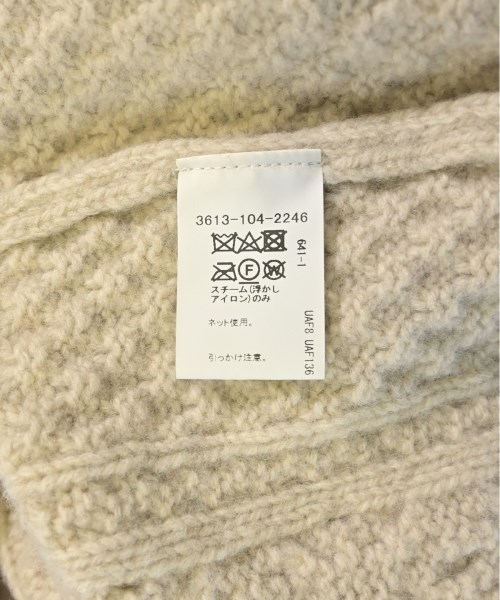 3613-104-2246
F W
スチーム(浮かし
アイロン)のみ
ネット使用。
引っかけ注意。
641-1
UAF8 UAF136